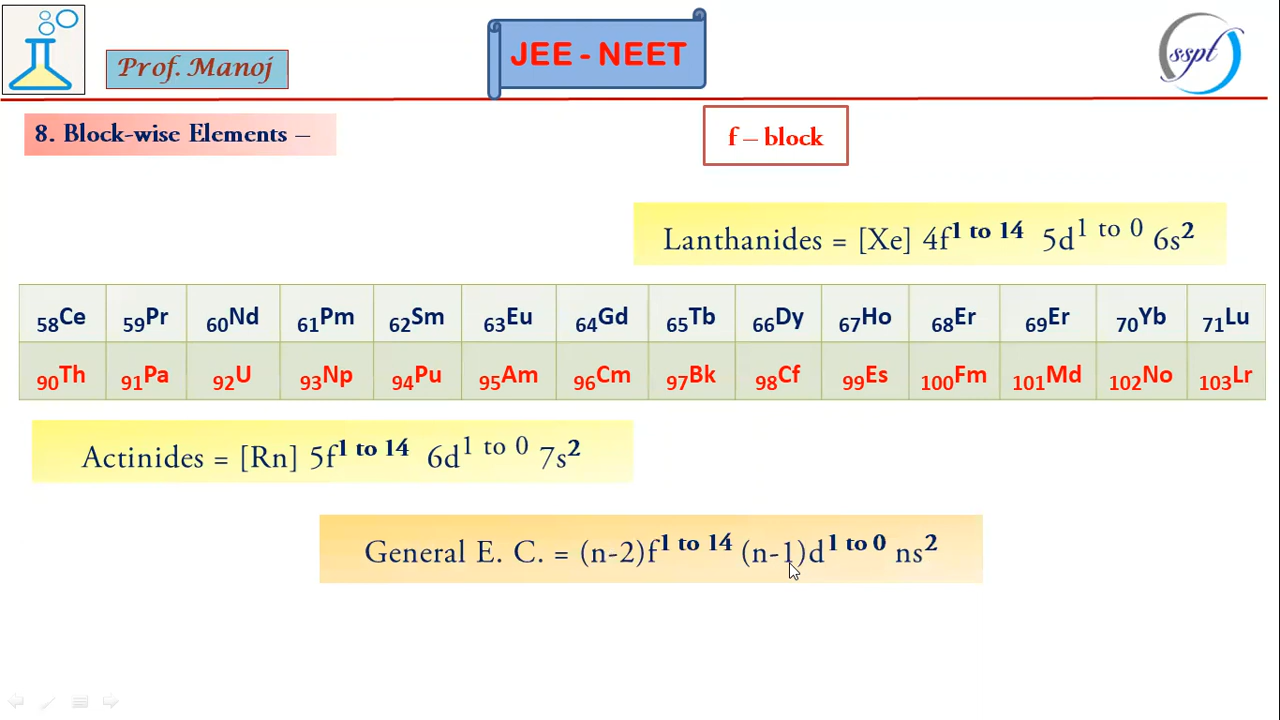 Prof. Manoj
JEE - NEET
sspt
8. Block-wise Elements –
f – block
Lanthanides = [Xe] 4f¹ ᵗᵒ ¹⁴ 5d¹ ᵗᵒ ⁰ 6s²
₅₈Ce ₅₉Pr ₆₀Nd ₆₁Pm ₆₂Sm ₆₃Eu ₆₄Gd ₆₅Tb ₆₆Dy ₆₇Ho ₆₈Er ₆₉Er ₇₀Yb ₇₁Lu
₉₀Th ₉₁Pa ₉₂U ₉₃Np ₉₄Pu ₉₅Am ₉₆Cm ₉₇Bk ₉₈Cf ₉₉Es ₁₀₀Fm ₁₀₁Md ₁₀₂No ₁₀₃Lr
Actinides = [Rn] 5f¹ ᵗᵒ ¹⁴ 6d¹ ᵗᵒ ⁰ 7s²
General E. C. = (n-2)f¹ ᵗᵒ ¹⁴ (n-1)d¹ ᵗᵒ ⁰ ns²